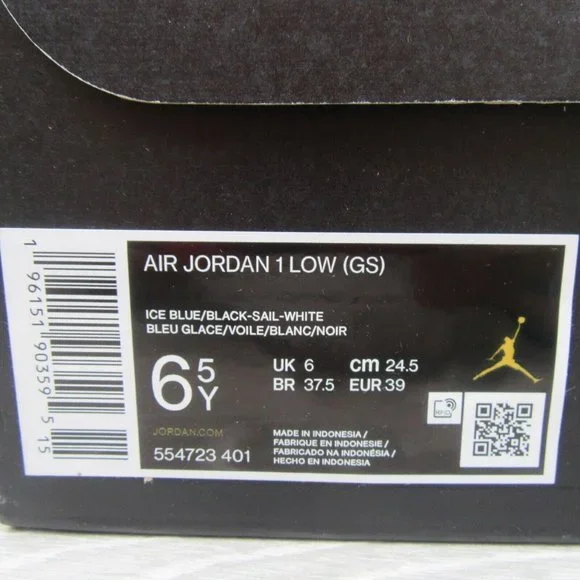 AIR JORDAN 1 LOW (GS)
ICE BLUE/BLACK-SAIL-WHITE
BLEU GLACE/VOILE/BLANC/NOIR
6 5 Y
UK 6 cm 24.5
BR 37.5 EUR 39
JORDAN.COM
554723 401
MADE IN INDONESIA/
FABRIQUE EN INDONESIE/
FABRICADO NA INDONÉSIA/
HECHO EN INDONESIA
RFID
1 96151 90359 5 15